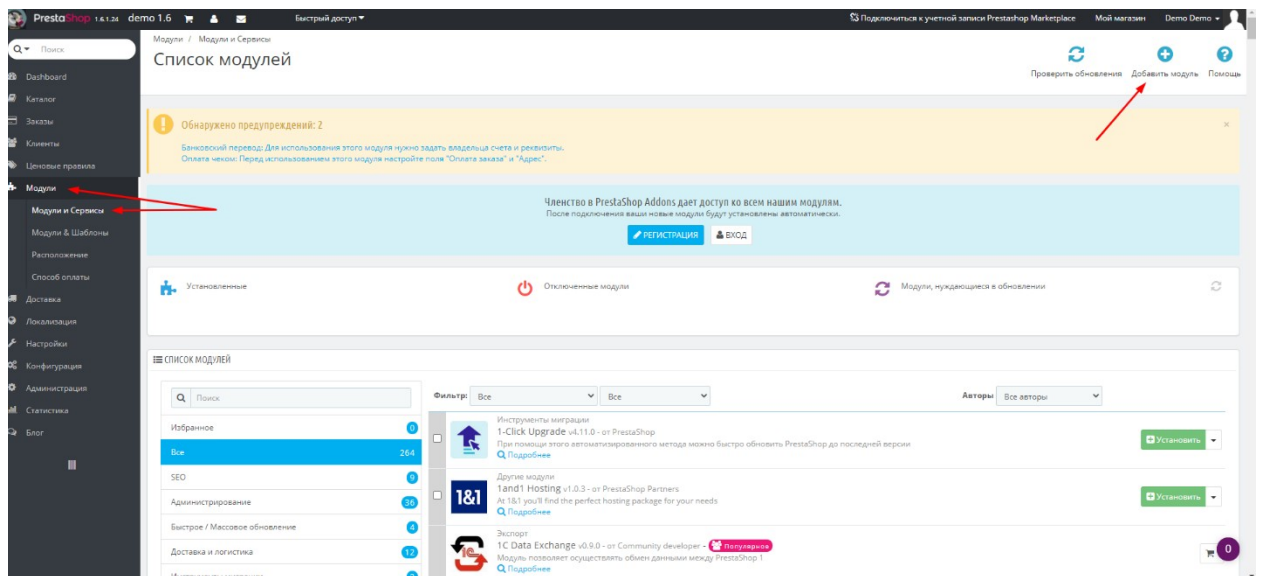 PrestaShop 1.6.1.24 demo 1.6 Быстрый доступ Подключиться к учетной записи Prestashop Marketplace Мой магазин Demo Demo
Поиск
Dashboard
Каталог
Заказы
Клиенты
Ценовые правила
Модули
Модули и Сервисы
Модули & Шаблоны
Расположение
Способ оплаты
Доставка
Локализация
Настройки
Конфигурация
Администрация
Статистика
Блог
Модули / Модули и Сервисы
Список модулей
Проверить обновления Добавить модуль Помощь
Обнаружено предупреждений: 2
Банковский перевод: Для использования этого модуля нужно задать владельца счета и реквизиты.
Оплата чеком: Перед использованием этого модуля настройте поля "Оплата заказа" и "Адрес".
Членство в PrestaShop Addons дает доступ ко всем нашим модулям.
После подключения ваши новые модули будут установлены автоматически.
РЕГИСТРАЦИЯ ВХОД
Установленные Отключенные модули Модули, нуждающиеся в обновлении
СПИСОК МОДУЛЕЙ
Поиск
Избранное 0
Все 264
SEO 9
Администрирование 36
Быстрое / Массовое обновление 4
Доставка и логистика 12
Фильтр: Все Все Авторы Все авторы
Инструменты миграции
1-Click Upgrade v4.11.0 - от PrestaShop
При помощи этого автоматизированного метода можно быстро обновить PrestaShop до последней версии
Подробнее
Установить
Другие модули
1&1
1and1 Hosting v1.0.3 - от PrestaShop Partners
At 1&1 you'll find the perfect hosting package for your needs
Подробнее
Установить
Экспорт
1C
1C Data Exchange v0.9.0 - от Community developer - Популярное
Модуль позволяет осуществлять обмен данными между PrestaShop 1
Подробнее
0